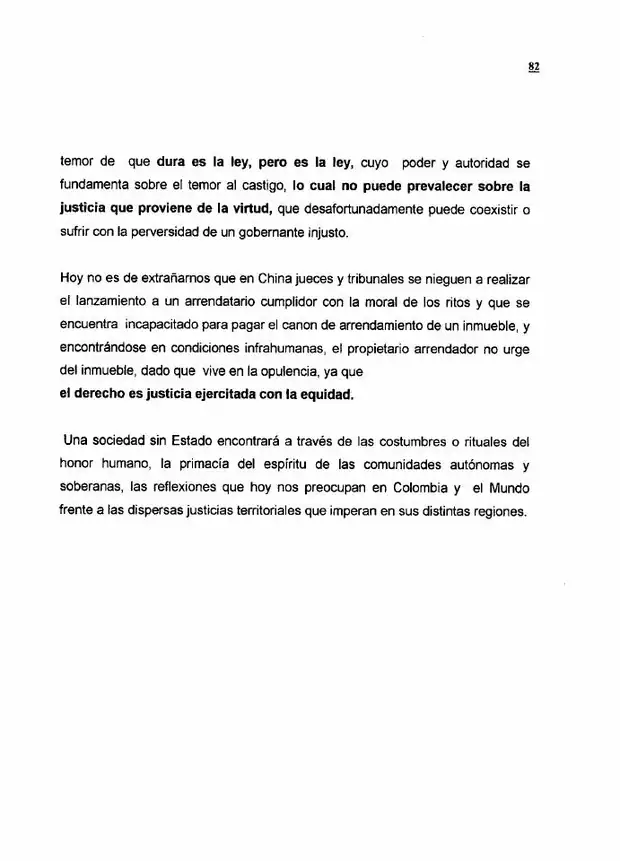 82
temor de que dura es la ley, pero es la ley, cuyo poder y autoridad se
fundamenta sobre el temor al castigo, lo cual no puede prevalecer sobre la
justicia que proviene de la virtud, que desafortunadamente puede coexistir o
sufrir con la perversidad de un gobernante injusto.
Hoy no es de extrañarnos que en China jueces y tribunales se nieguen a realizar
el lanzamiento a un arrendatario cumplidor con la moral de los ritos y que se
encuentra incapacitado para pagar el canon de arrendamiento de un inmueble, y
encontrándose en condiciones infrahumanas, el propietario arrendador no urge
del inmueble, dado que vive en la opulencia, ya que
el derecho es justicia ejercitada con la equidad.
Una sociedad sin Estado encontrará a través de las costumbres o rituales del
honor humano, la primacía del espíritu de las comunidades autónomas y
soberanas, las reflexiones que hoy nos preocupan en Colombia y el Mundo
frente a las dispersas justicias territoriales que imperan en sus distintas regiones.